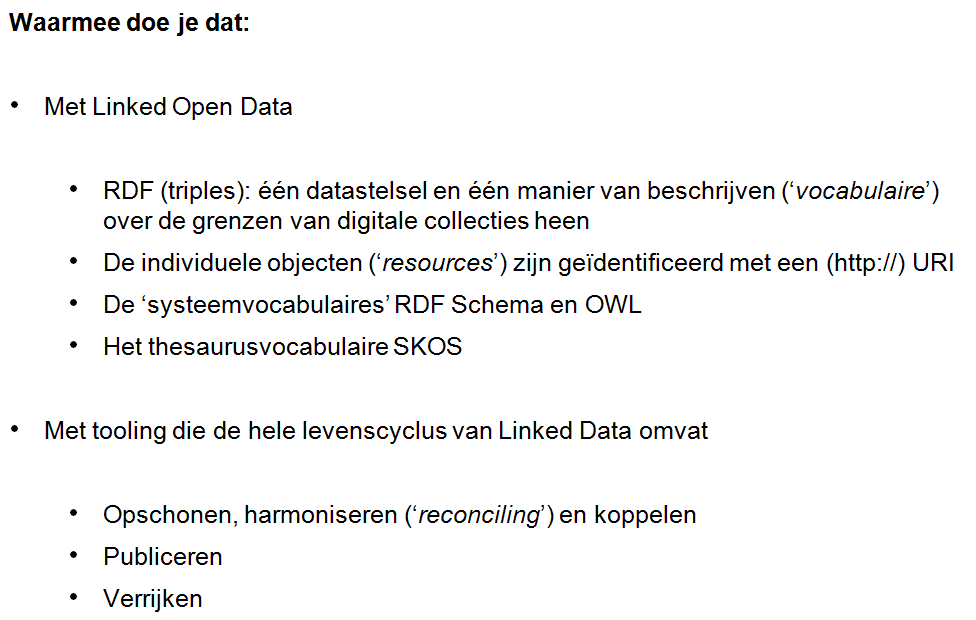 Waarmee doe je dat:
• Met Linked Open Data
• RDF (triples): één datastelsel en één manier van beschrijven (‘vocabulaire’)
over de grenzen van digitale collecties heen
• De individuele objecten (‘resources’) zijn geïdentificeerd met een (http://) URI
• De ‘systeemvocabulaires’ RDF Schema en OWL
• Het thesaurusvocabulaire SKOS
• Met tooling die de hele levenscyclus van Linked Data omvat
• Opschonen, harmoniseren (‘reconciling’) en koppelen
• Publiceren
• Verrijken